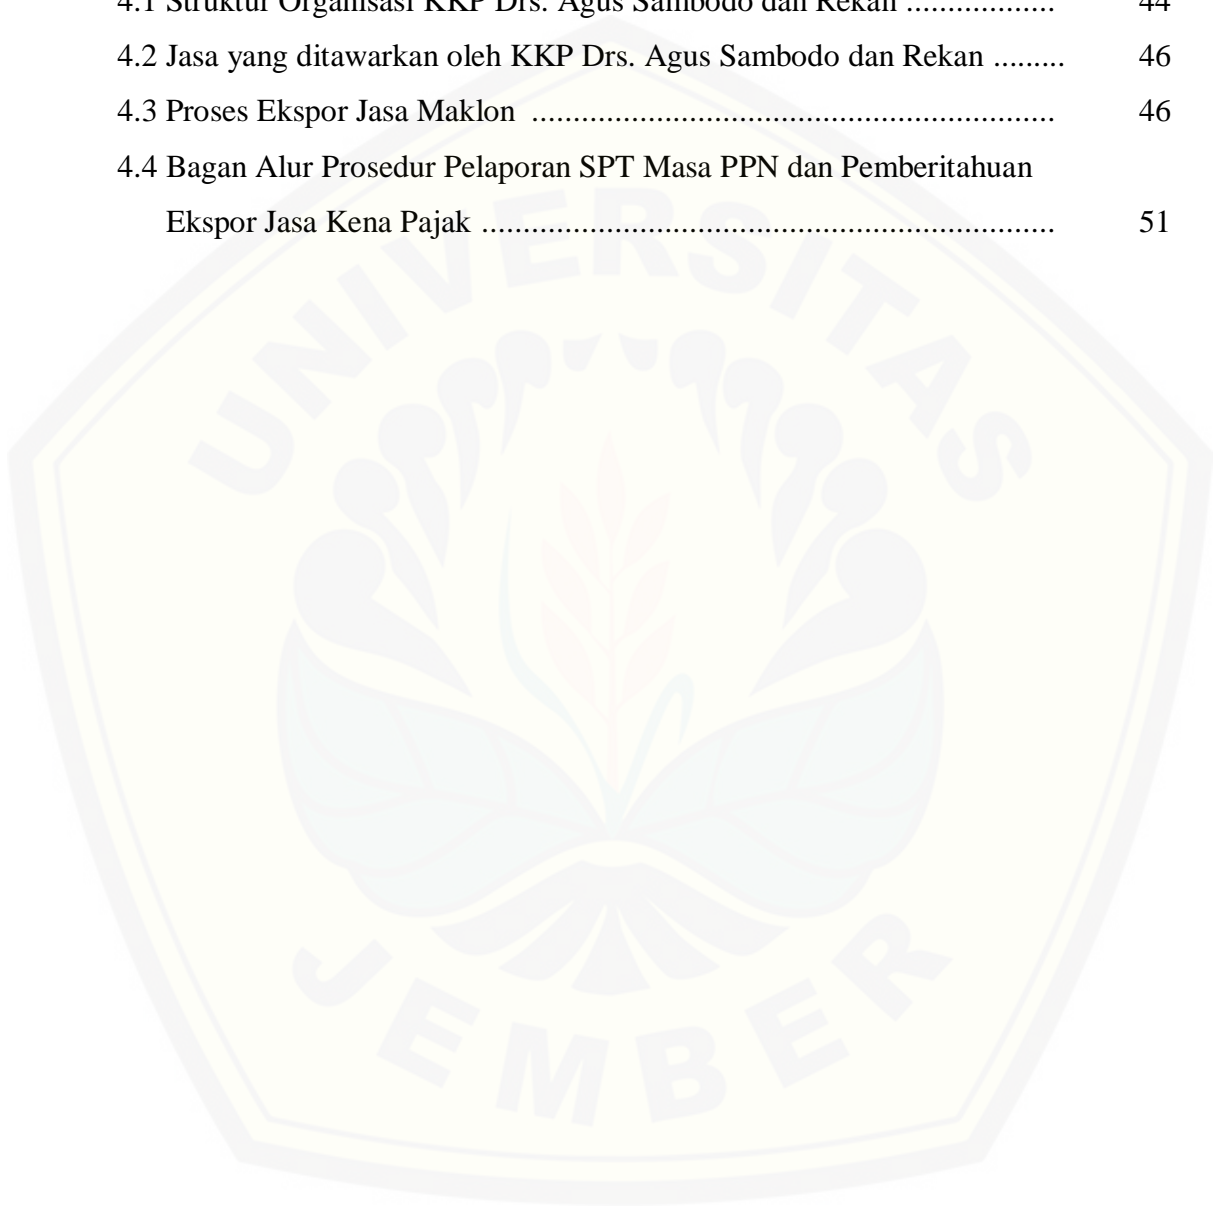 4.1 Struktur Organisasi KKP Drs. Agus Sambodo dan Rekan .................. 44
4.2 Jasa yang ditawarkan oleh KKP Drs. Agus Sambodo dan Rekan ......... 46
4.3 Proses Ekspor Jasa Maklon ............................................................... 46
4.4 Bagan Alur Prosedur Pelaporan SPT Masa PPN dan Pemberitahuan
Ekspor Jasa Kena Pajak ..................................................................... 51
UNIVERSITAS
JEMBER